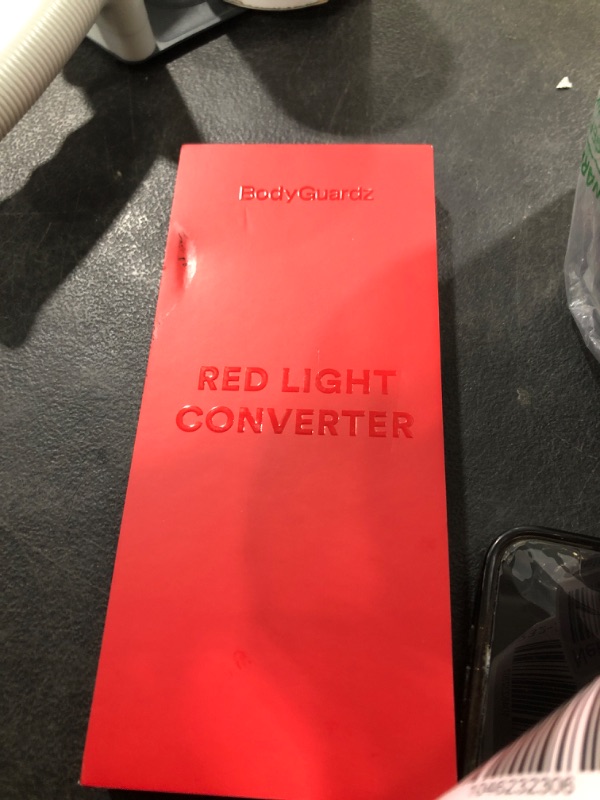 BodyGuardz
RED LIGHT
CONVERTER
1046232306